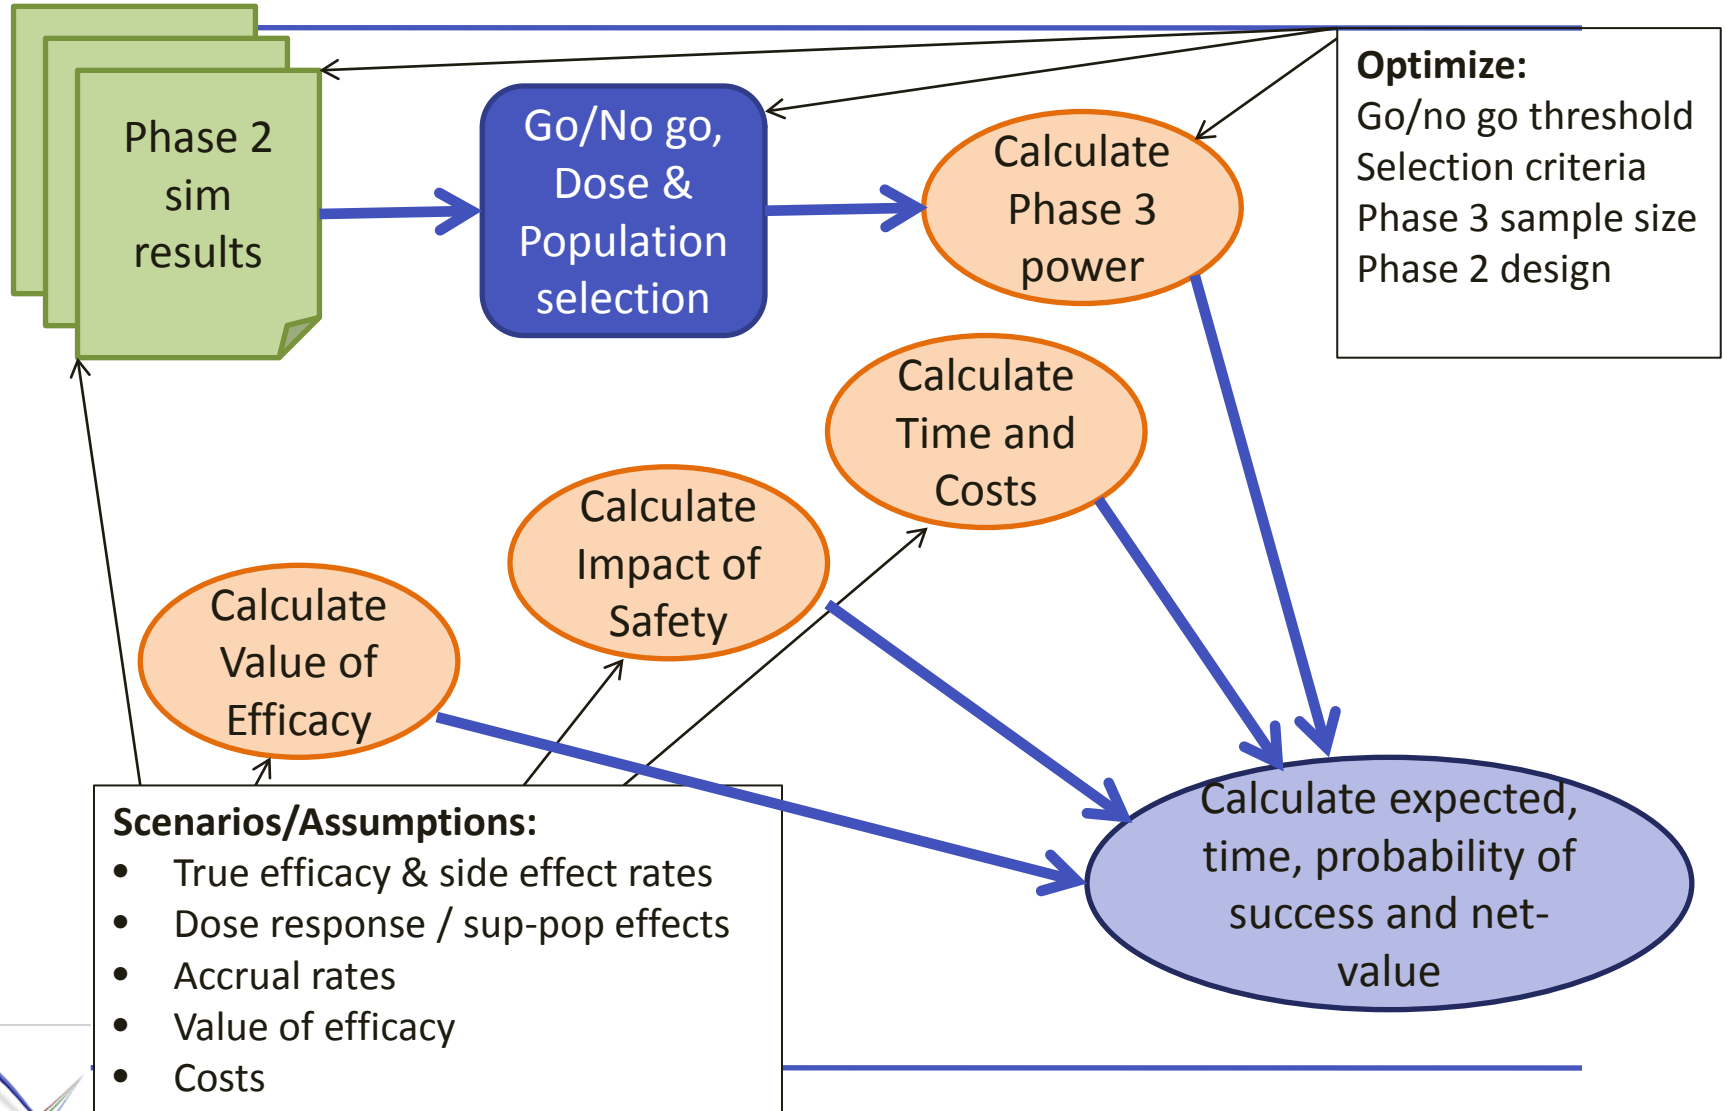 Phase 2
sim
results
Go/No go,
Dose &
Population
selection
Calculate
Phase 3
power
Optimize:
Go/no go threshold
Selection criteria
Phase 3 sample size
Phase 2 design
Calculate
Time and
Costs
Calculate
Impact of
Safety
Calculate
Value of
Efficacy
Scenarios/Assumptions:
• True efficacy & side effect rates
• Dose response / sup-pop effects
• Accrual rates
• Value of efficacy
• Costs
Calculate expected,
time, probability of
success and net-
value